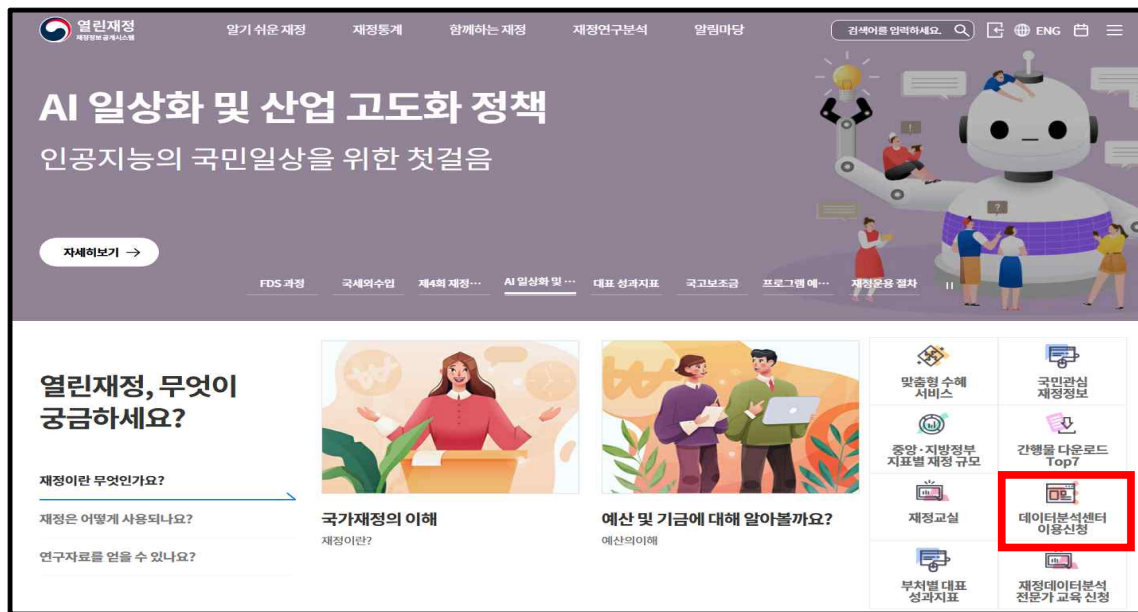 열린재정
재정정보공개시스템
알기 쉬운 재정
재정통계
함께하는 재정
재정연구분석
알림마당
검색어를 입력하세요.
ENG
AI 일상화 및 산업 고도화 정책
인공지능의 국민일상을 위한 첫걸음
자세히보기 →
FDS 과정
국세외수입
제4회 재정…
AI 일상화 및 …
대표 성과지표
국고보조금
프로그램 예…
재정운용 절차
열린재정, 무엇이
궁금하세요?
재정이란 무엇인가요?
재정은 어떻게 사용되나요?
연구자료를 얻을 수 있나요?
국가재정의 이해
재정이란?
예산 및 기금에 대해 알아볼까요?
예산의이해
맞춤형 수혜
서비스
국민관심
재정정보
중앙·지방정부
지표별 재정 규모
간행물 다운로드
Top7
재정교실
데이터분석센터
이용신청
부처별 대표
성과지표
재정데이터분석
전문가 교육 신청